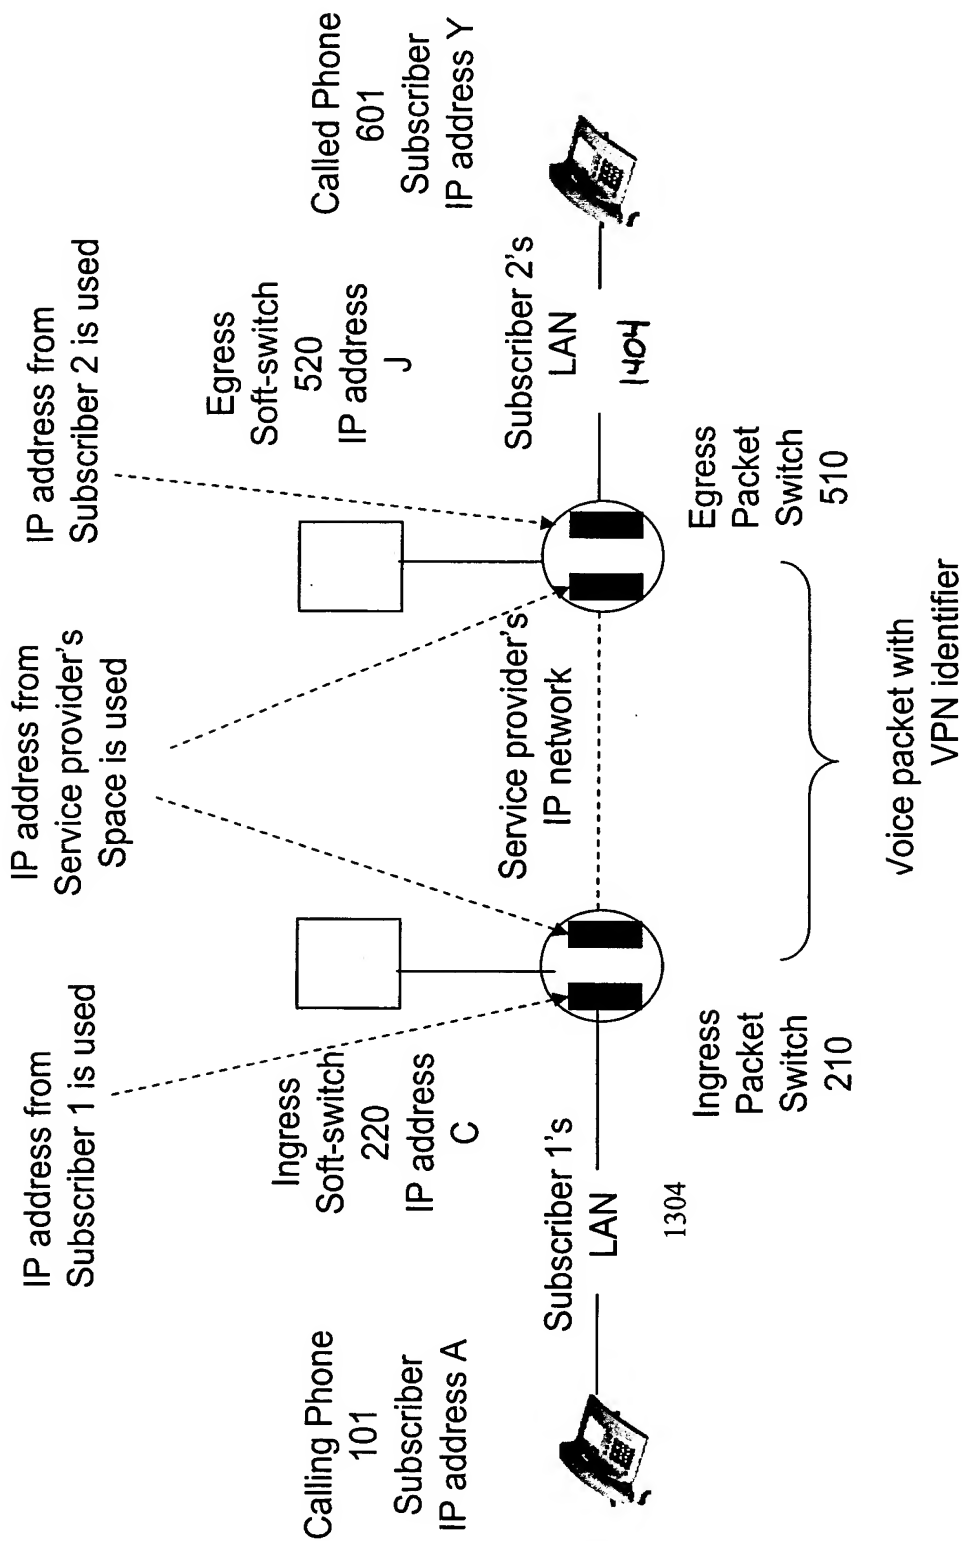 IP address from
Subscriber 1 is used
IP address from
Service provider's
Space is used
IP address from
Subscriber 2 is used
Calling Phone
101
Subscriber
IP address A
Ingress
Soft-switch
220
IP address
C
Egress
Soft-switch
520
IP address
J
Called Phone
601
Subscriber
IP address Y
Subscriber 1's
LAN
1304
Service provider's
IP network
Subscriber 2's
LAN
1404
Ingress
Packet
Switch
210
Egress
Packet
Switch
510
Voice packet with
VPN identifier